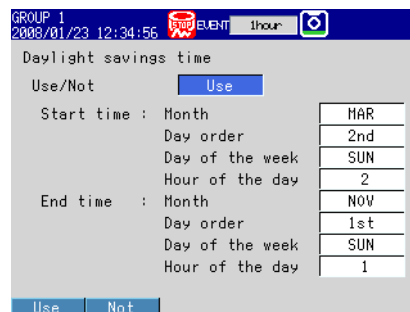 GROUP 1
2008/01/23 12:34:56 STOP EVENT 1hour
Daylight savings time
Use/Not Use
Start time : Month MAR
Day order 2nd
Day of the week SUN
Hour of the day 2
End time : Month NOV
Day order 1st
Day of the week SUN
Hour of the day 1
Use Not